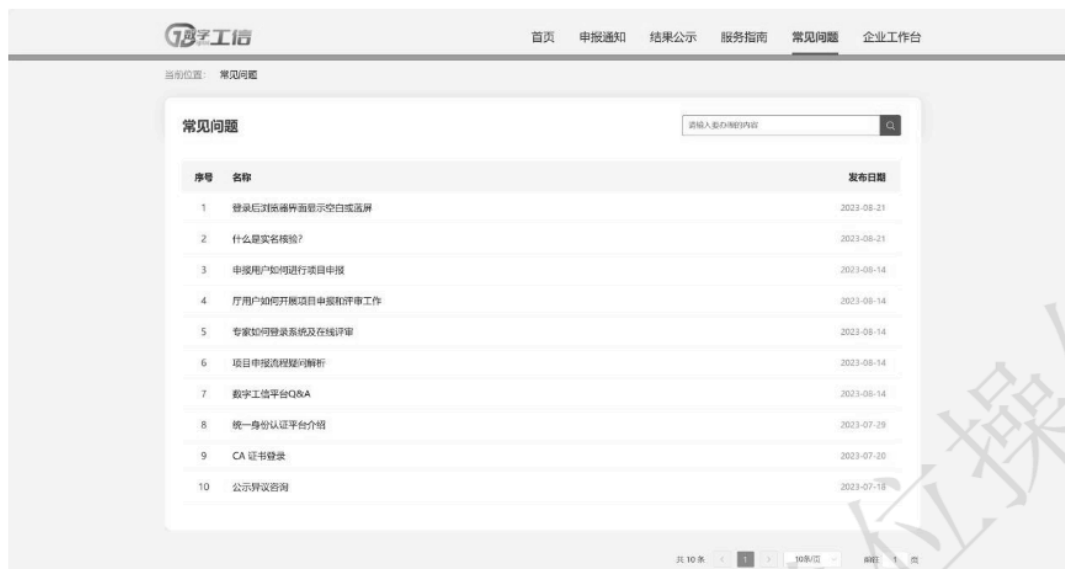 数字工信
首页 申报通知 结果公示 服务指南 常见问题 企业工作台
当前位置： 常见问题
常见问题
请输入要办理的内容
序号 名称 发布日期
1 登录后浏览器界面显示空白或蓝屏 2023-08-21
2 什么是实名核验？ 2023-08-21
3 申报用户如何进行项目申报 2023-08-14
4 厅用户如何开展项目申报和评审工作 2023-08-14
5 专家如何登录系统及在线评审 2023-08-14
6 项目申报流程疑问解析 2023-08-14
7 数字工信平台Q&A 2023-08-14
8 统一身份认证平台介绍 2023-07-29
9 CA 证书登录 2023-07-20
10 公示异议咨询 2023-07-18
共 10 条 < 1 > 10条/页 前往 1 页
位操